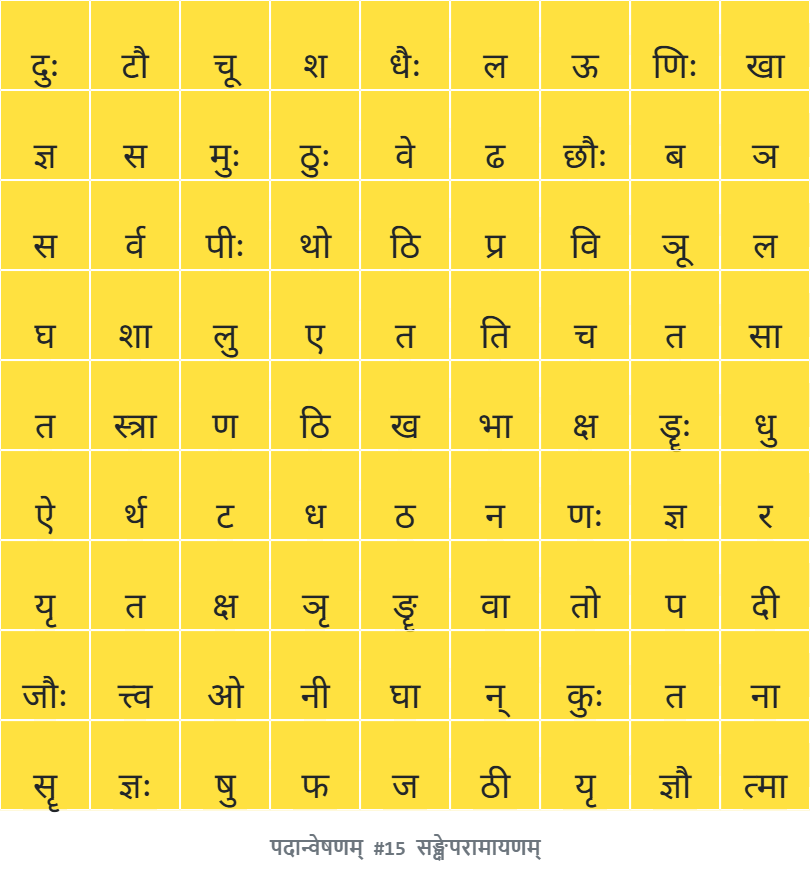 दुः टौ चू श धैः ल ऊ णिः खा
ज्ञ स मुः ठुः वे ढ छौः ब ञ
स र्व पीः थो ठि प्र वि ञू ल
घ शा लु ए त ति च त सा
त स्त्रा ण ठि ख भा क्ष डॄः धु
ऐ र्थ ट ध ठ न णः ज्ञ र
यृ त क्ष ञृ ङॄ वा तो प दी
जौः त्त्व ओ नी घा न् कुः त ना
सॄ ज्ञः षु फ ज ठी यृ ज्ञौ त्मा
पदान्वेषणम् #15 सङ्क्षेपरामायणम्